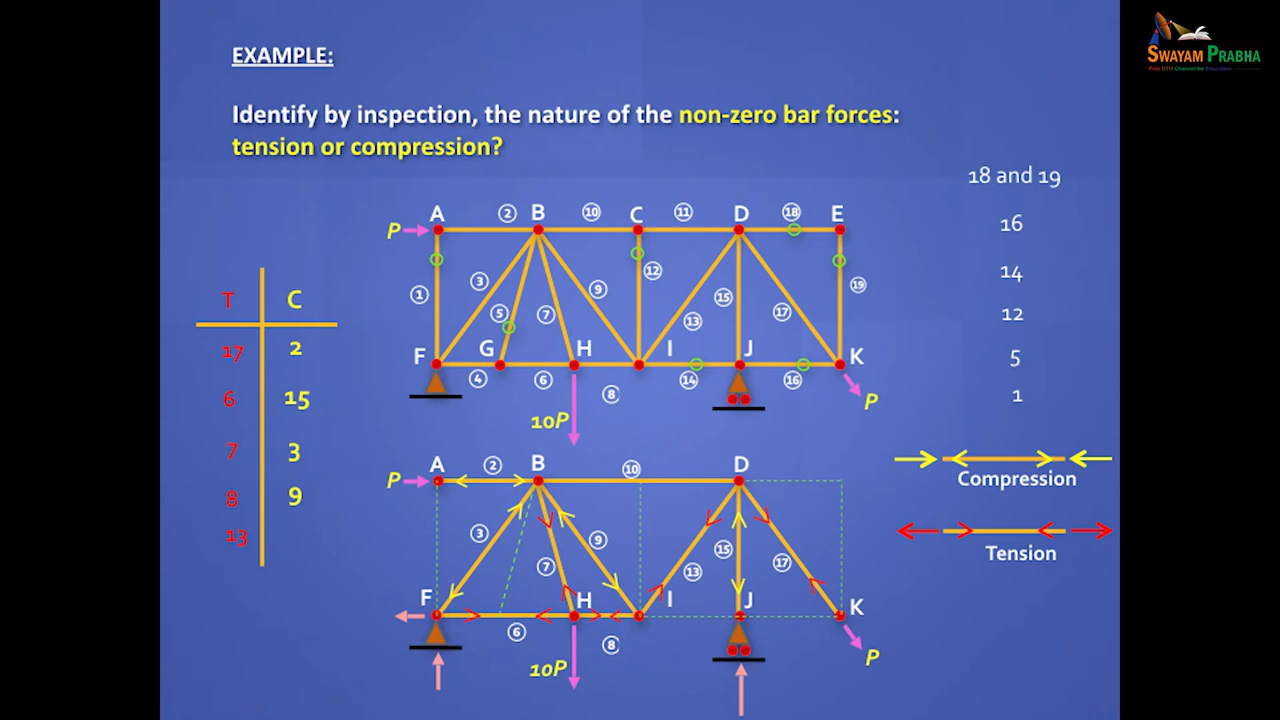 SWAYAM PRABHA
EXAMPLE:
Identify by inspection, the nature of the non-zero bar forces:
tension or compression?
18 and 19
16
14
12
5
1
A ② B ⑩ C ⑪ D ⑱ E
P
① ③ ⑤ ⑦ ⑨ ⑫ ⑬ ⑮ ⑰ ⑲
F G H I J K
④ ⑥ ⑧ ⑭ ⑯
10P P
T C
17 2
6 15
7 3
8 9
13
A ② B ⑩ D
P
③ ⑦ ⑨ ⑬ ⑮ ⑰
F H I J K
⑥ ⑧
10P P
Compression
Tension